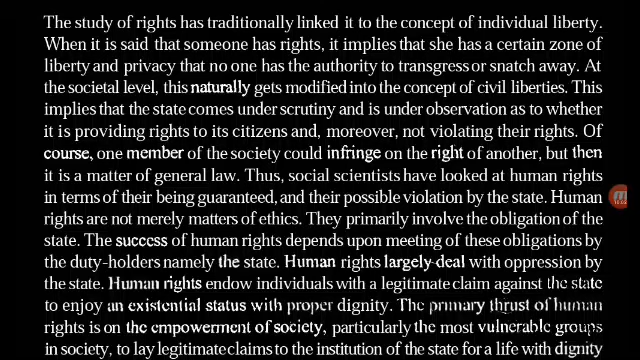 The study of rights has traditionally linked it to the concept of individual liberty.
When it is said that someone has rights, it implies that she has a certain zone of
liberty and privacy that no one has the authority to transgress or snatch away. At
the societal level, this naturally gets modified into the concept of civil liberties. This
implies that the state comes under scrutiny and is under observation as to whether
it is providing rights to its citizens and, moreover, not violating their rights. Of
course, one member of the society could infringe on the right of another, but then
it is a matter of general law. Thus, social scientists have looked at human rights
in terms of their being guaranteed, and their possible violation by the state. Human
rights are not merely matters of ethics. They primarily involve the obligation of the
state. The success of human rights depends upon meeting of these obligations by
the duty-holders namely the state. Human rights largely deal with oppression by
the state. Human rights endow individuals with a legitimate claim against the state
to enjoy an existential status with proper dignity. The primary thrust of human
rights is on the empowerment of society, particularly the most vulnerable groups
in society, to lay legitimate claims to the institution of the state for a life with dignity